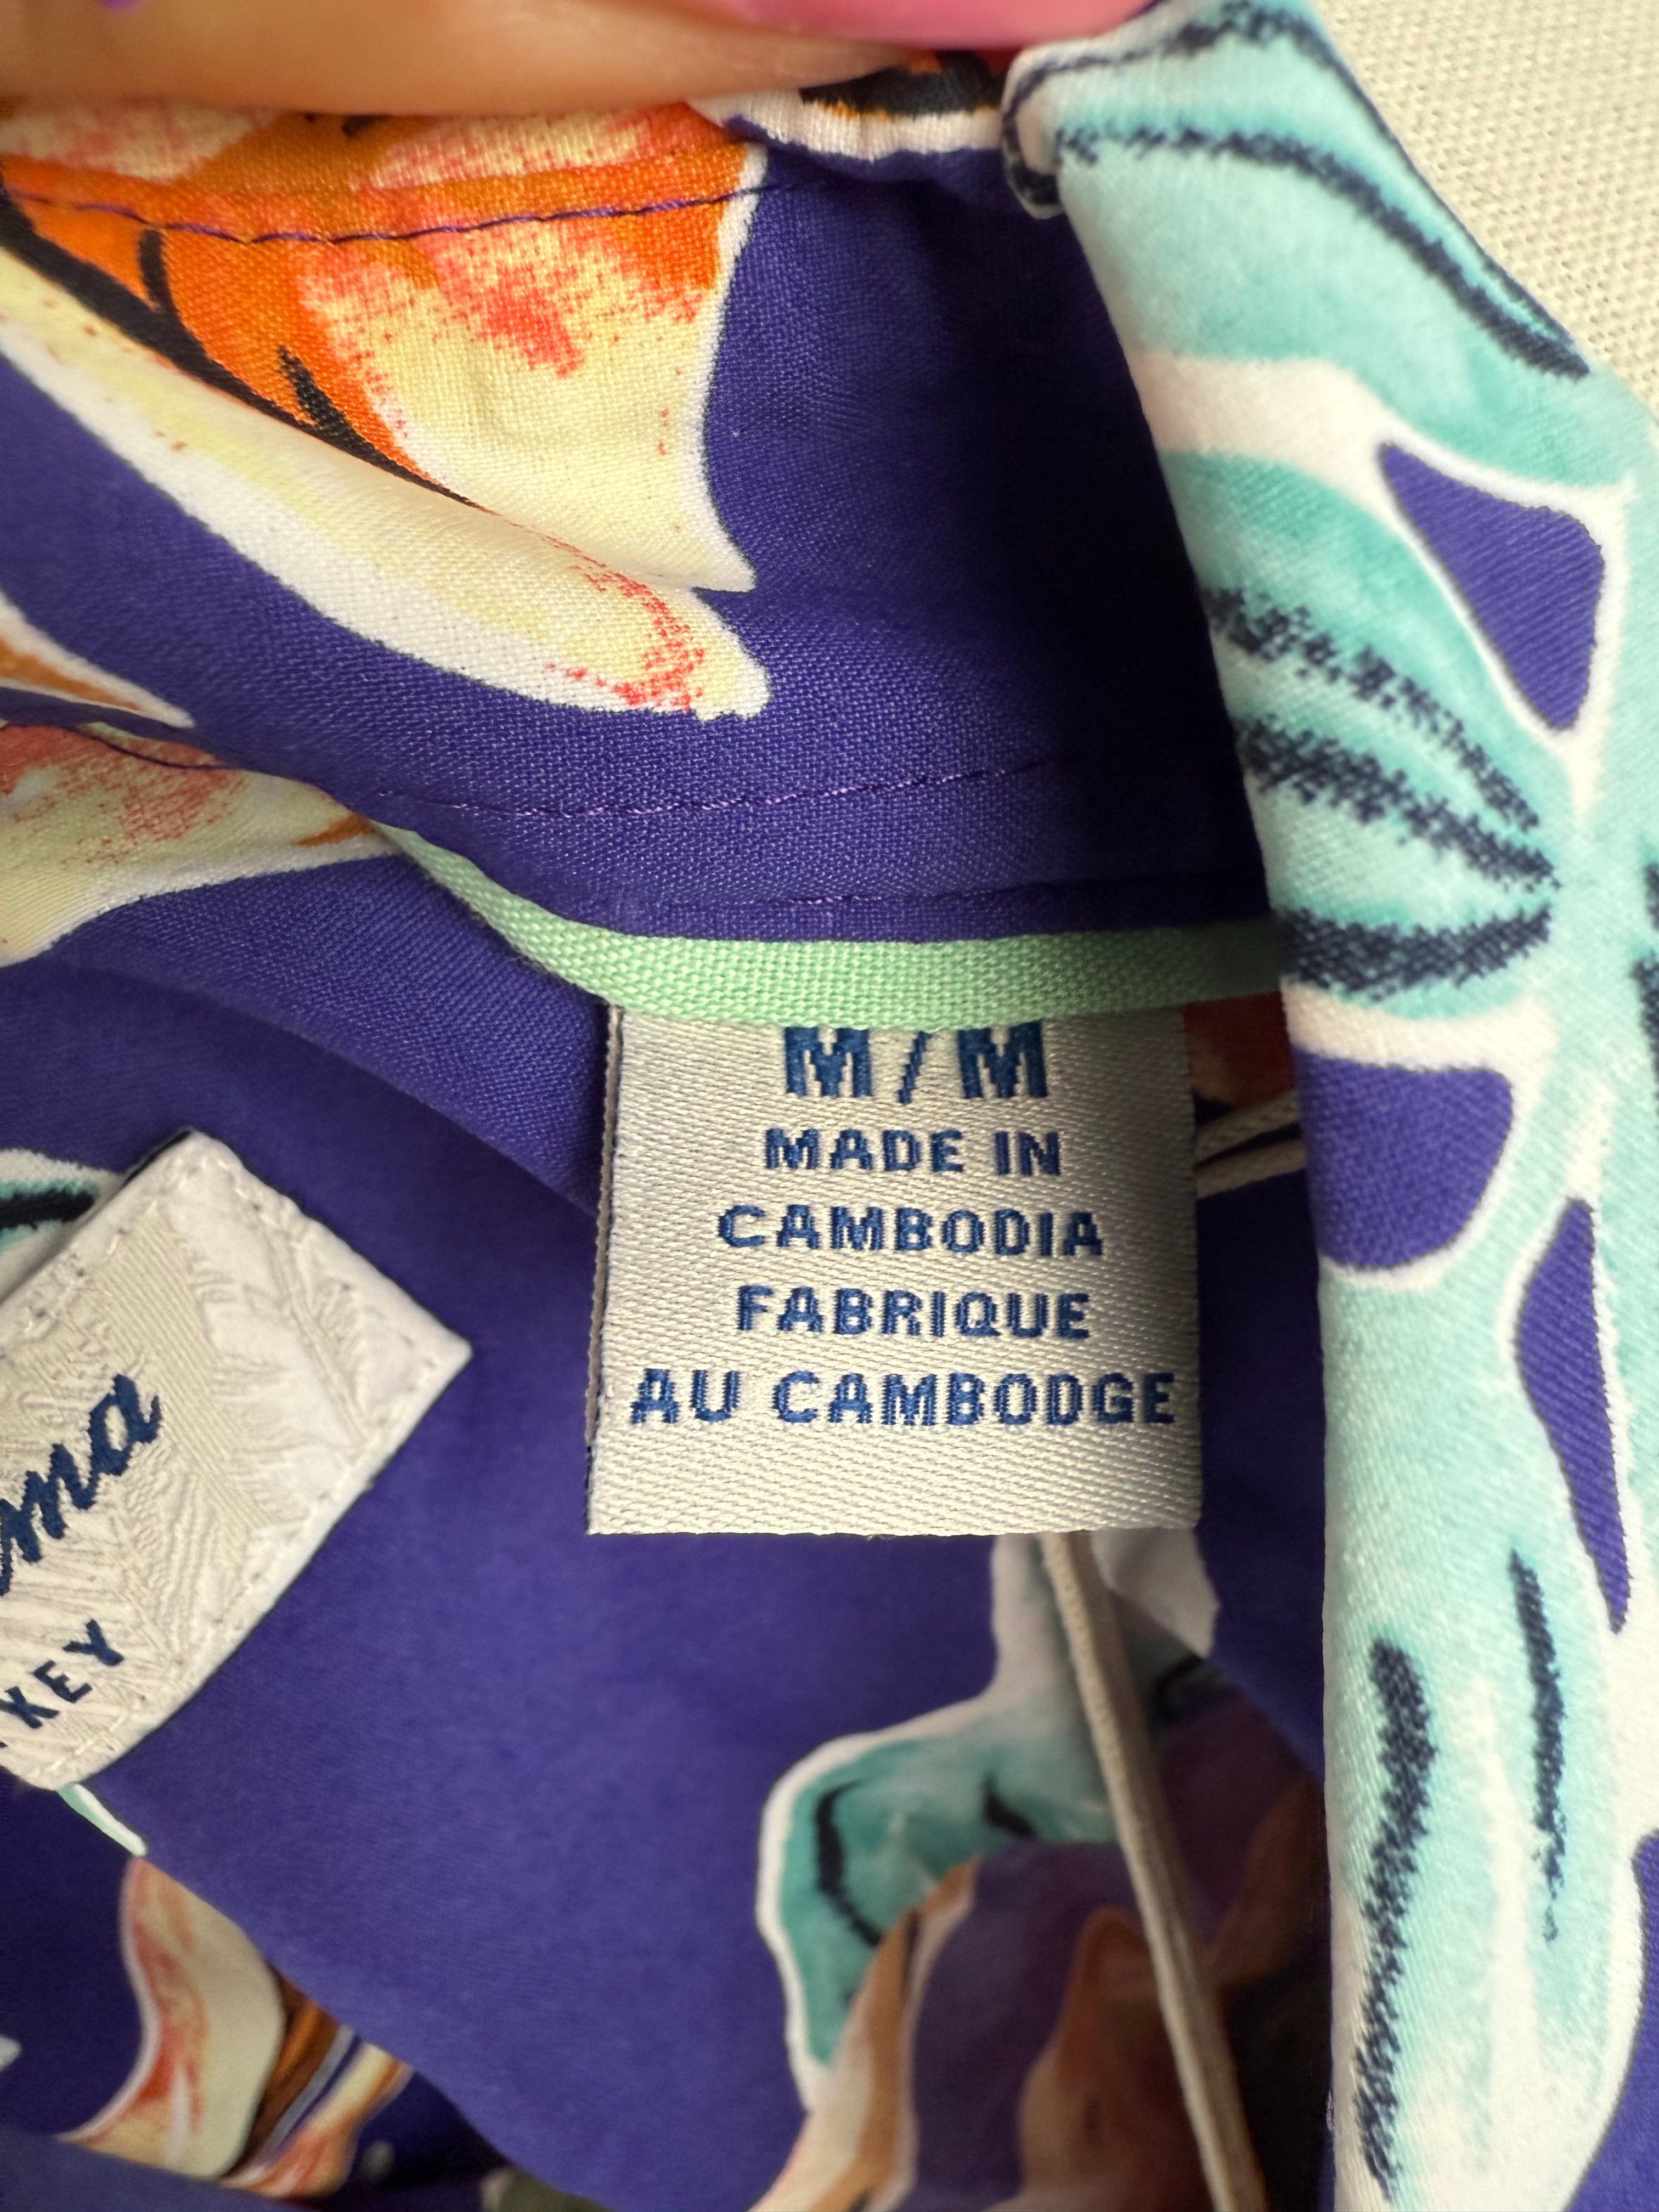 M/M
MADE IN
CAMBODIA
FABRIQUE
AU CAMBODGE
KEY